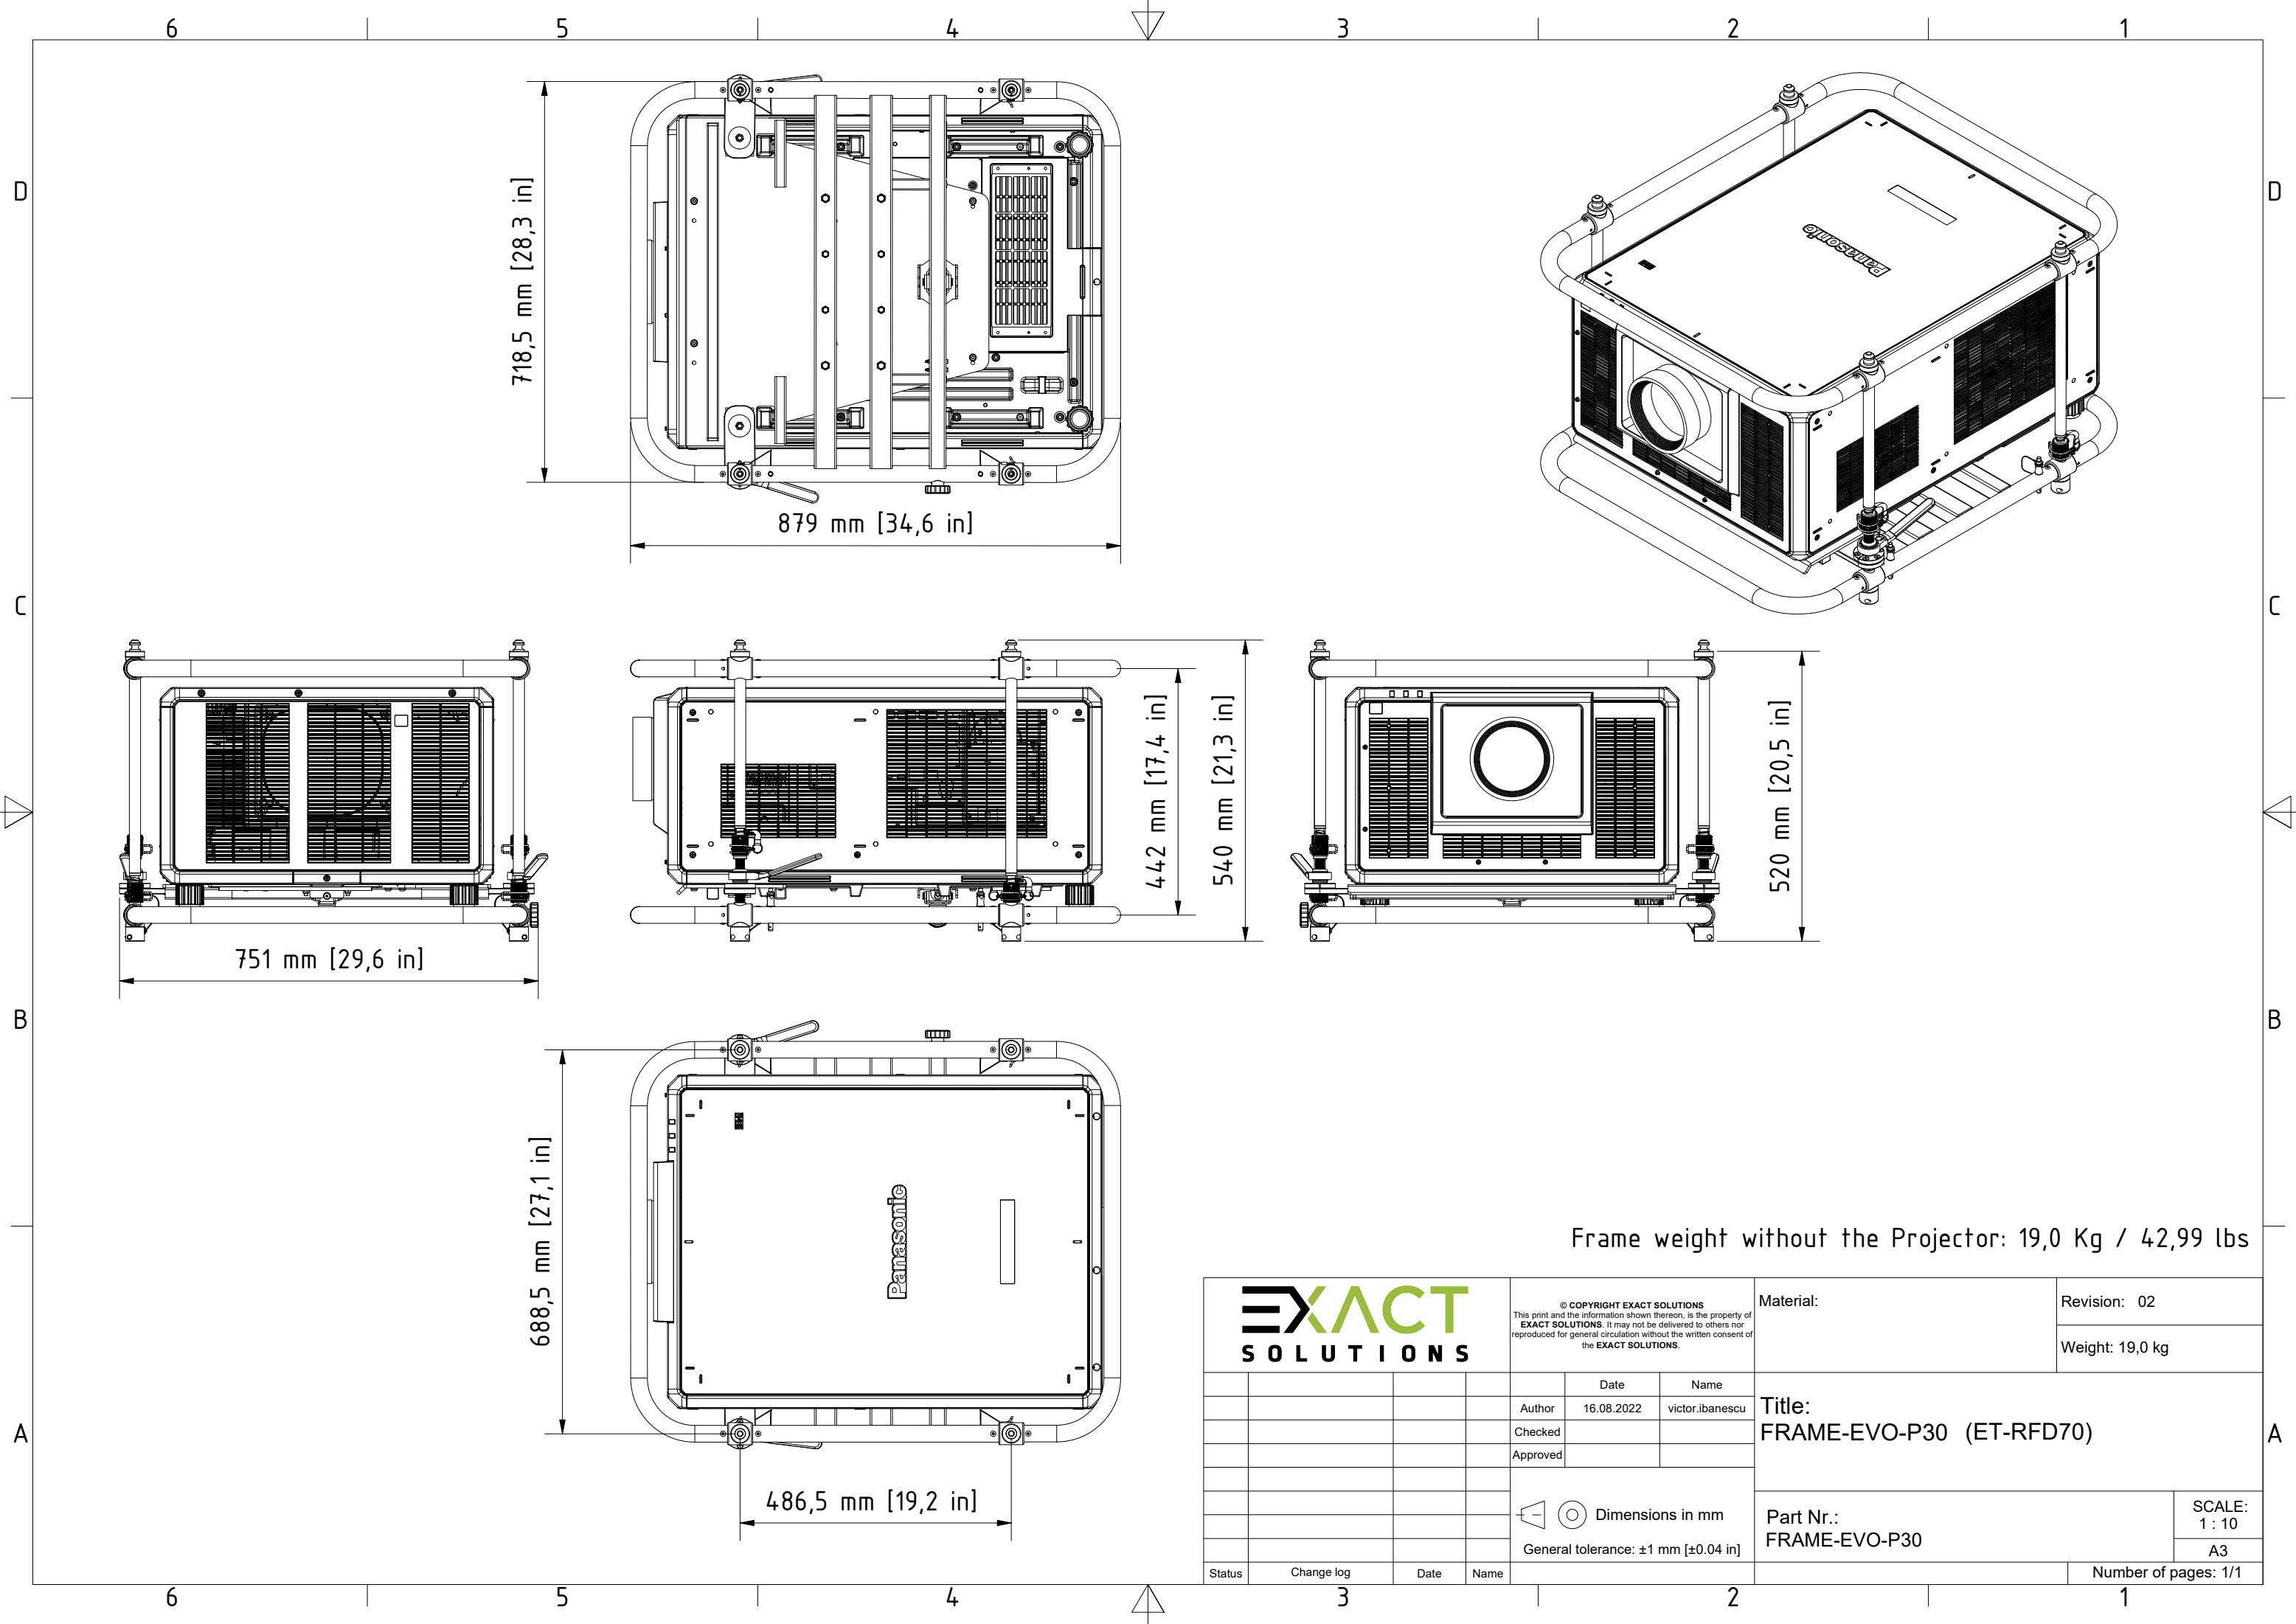 6 5 4 3 2 1
D D
C C
B B
A A
718,5 mm [28,3 in]
879 mm [34,6 in]
Panasonic
442 mm [17,4 in]
540 mm [21,3 in]
520 mm [20,5 in]
751 mm [29,6 in]
688,5 mm [27,1 in]
Panasonic
486,5 mm [19,2 in]
Frame weight without the Projector: 19,0 Kg / 42,99 lbs
EXACT
SOLUTIONS
© COPYRIGHT EXACT SOLUTIONS
This print and the information shown thereon, is the property of
EXACT SOLUTIONS. It may not be delivered to others nor
reproduced for general circulation without the written consent of
the EXACT SOLUTIONS.
Material:
Revision: 02
Weight: 19,0 kg
Date Name
Author 16.08.2022 victor.ibanescu
Checked
Approved
Title:
FRAME-EVO-P30 (ET-RFD70)
Dimensions in mm
General tolerance: ±1 mm [±0.04 in]
Part Nr.:
FRAME-EVO-P30
SCALE:
1 : 10
A3
Status Change log Date Name
Number of pages: 1/1
6 5 4 3 2 1